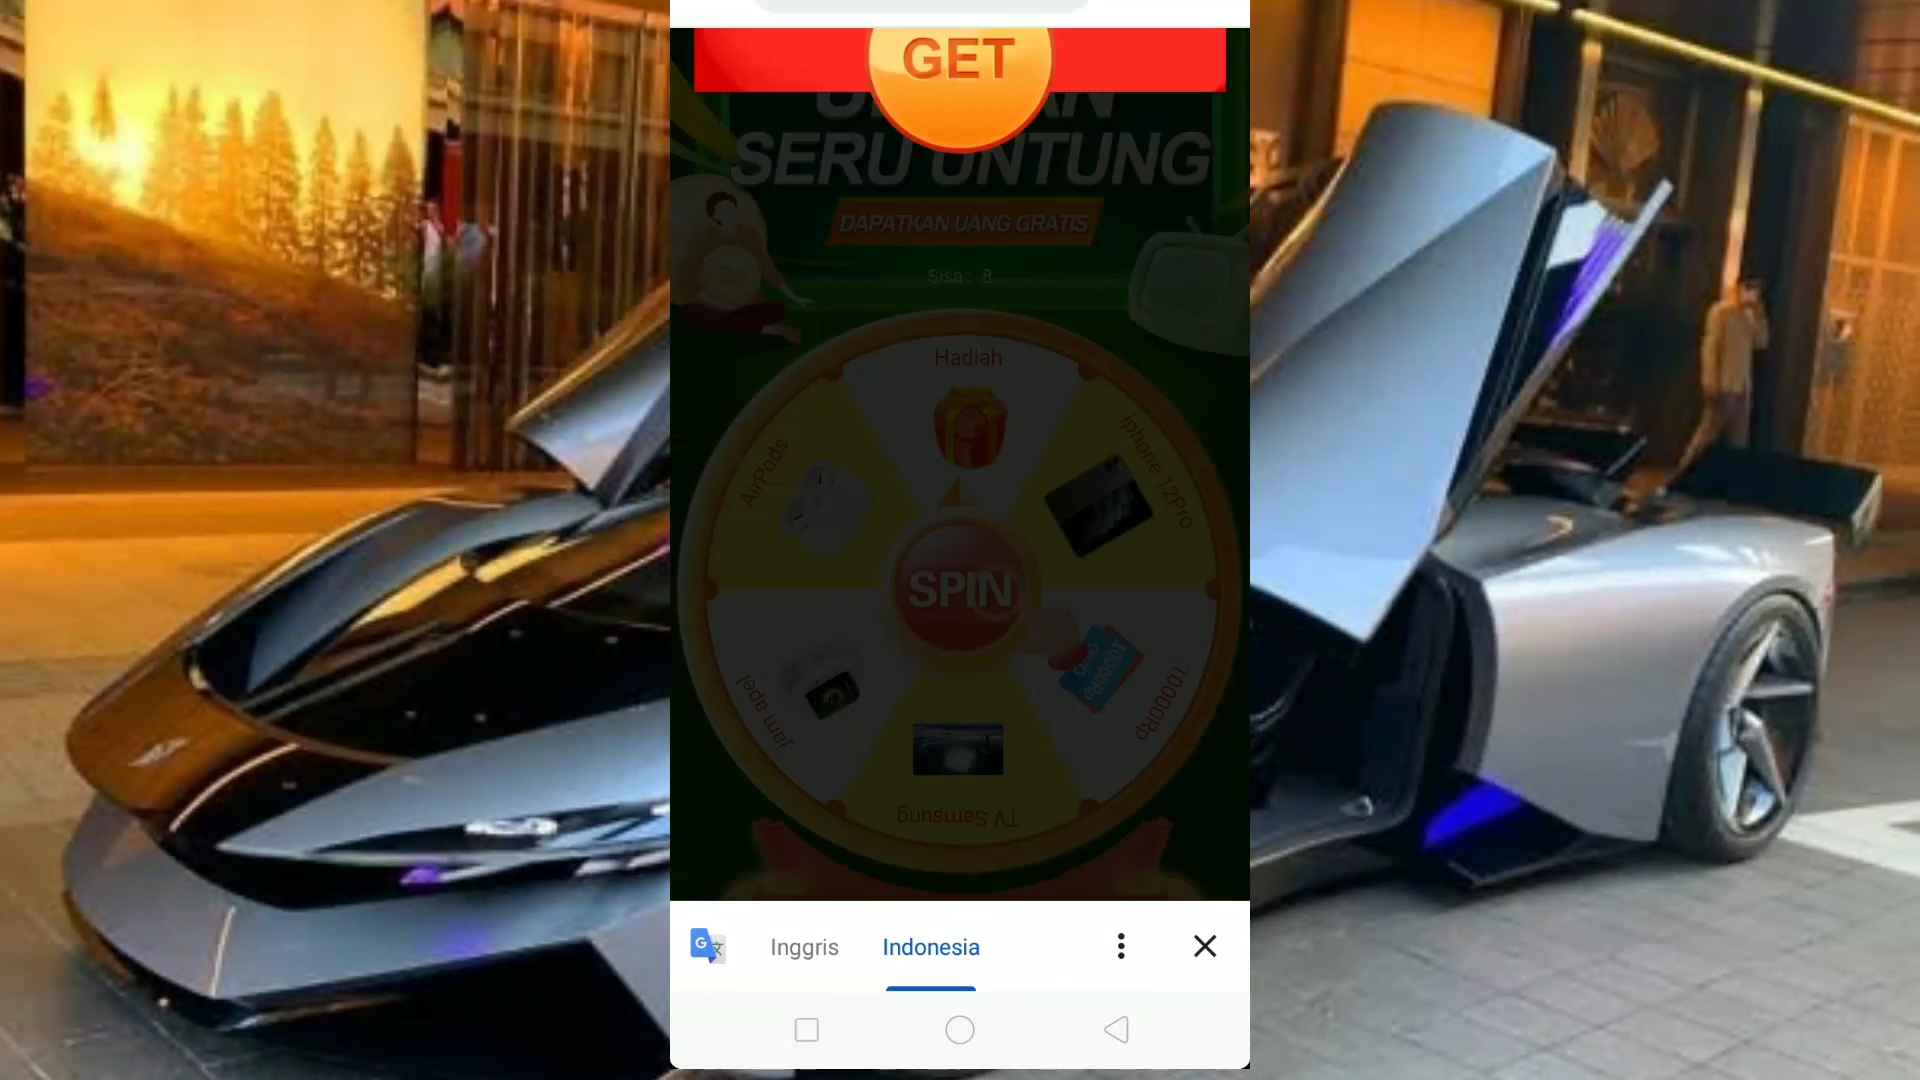 GET
SERU UNTUNG
DAPATKAN UANG GRATIS
Sisa: 8
Hadiah
AirPods
iphone 12Pro
SPIN
Jam apel
10000Rp
TV Samsung
Inggris
Indonesia